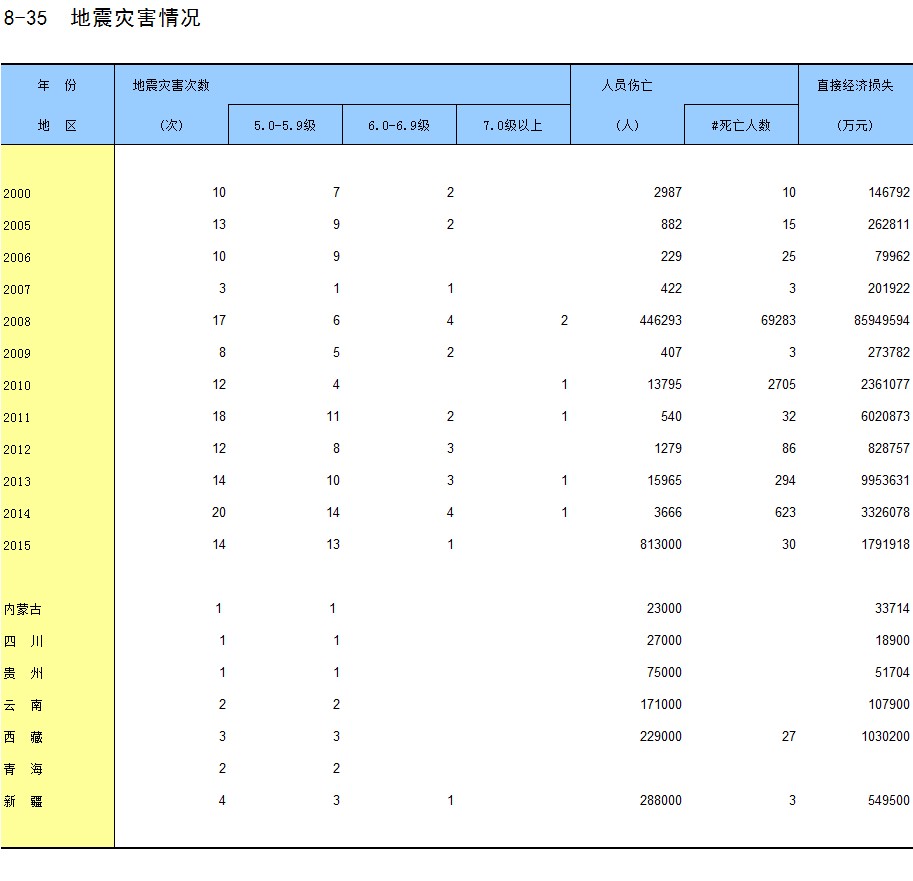 8-35 地震灾害情况
年 份 地震灾害次数 人员伤亡 直接经济损失
地 区 (次) 5.0-5.9级 6.0-6.9级 7.0级以上 (人) #死亡人数 (万元)
2000 10 7 2 2987 10 146792
2005 13 9 2 882 15 262811
2006 10 9 229 25 79962
2007 3 1 1 422 3 201922
2008 17 6 4 2 446293 69283 85949594
2009 8 5 2 407 3 273782
2010 12 4 1 13795 2705 2361077
2011 18 11 2 1 540 32 6020873
2012 12 8 3 1279 86 828757
2013 14 10 3 1 15965 294 9953631
2014 20 14 4 1 3666 623 3326078
2015 14 13 1 813000 30 1791918
内蒙古 1 1 23000 33714
四 川 1 1 27000 18900
贵 州 1 1 75000 51704
云 南 2 2 171000 107900
西 藏 3 3 229000 27 1030200
青 海 2 2
新 疆 4 3 1 288000 3 549500